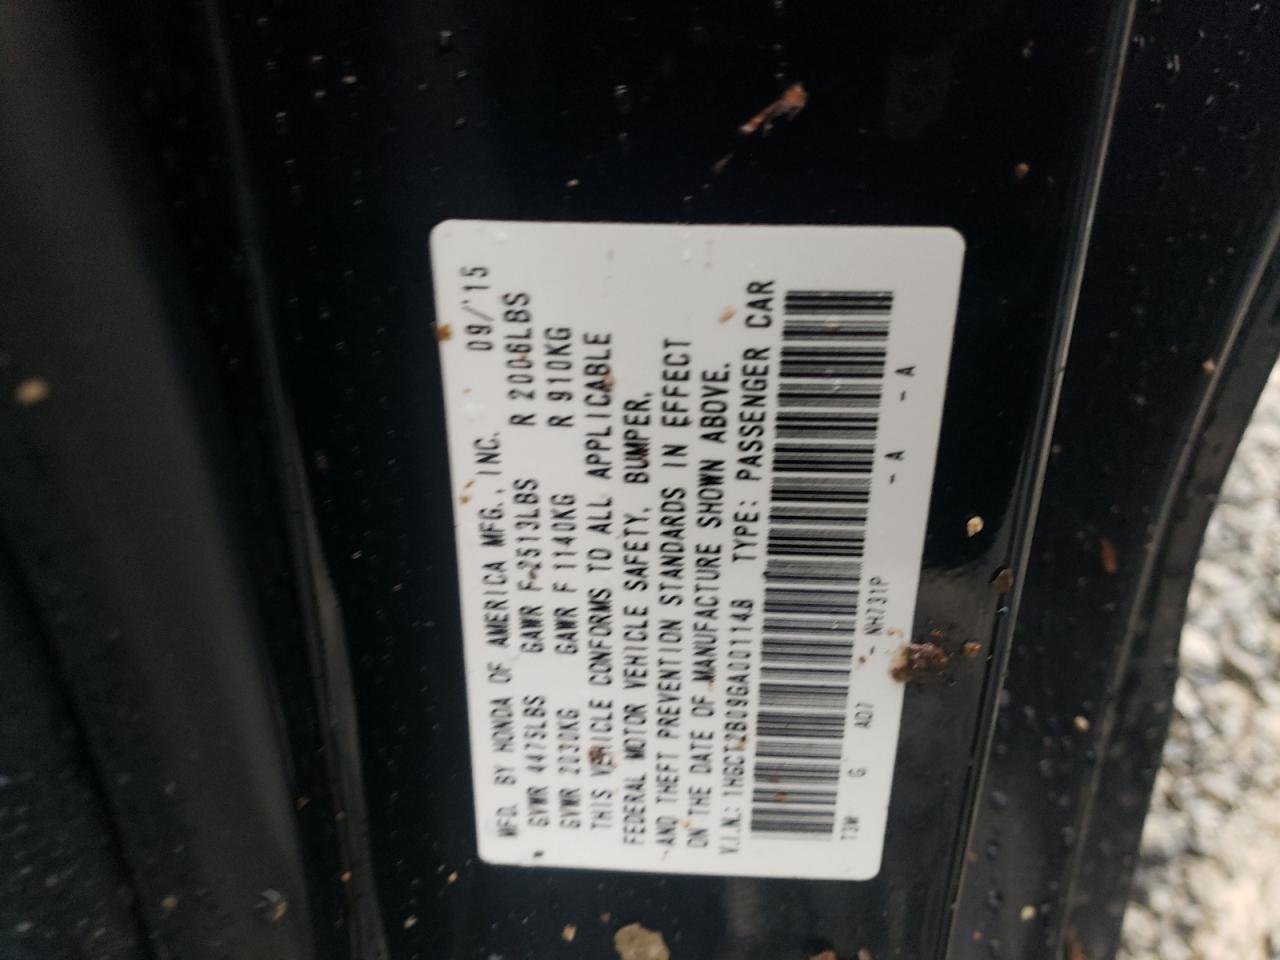 MFD. BY HONDA OF AMERICA MFG., INC. 09/'15
GVWR 4475LBS GAWR F 2513LBS R 2006LBS
GVWR 2030KG GAWR F 1140KG R 910KG
THIS VEHICLE CONFORMS TO ALL APPLICABLE
FEDERAL MOTOR VEHICLE SAFETY, BUMPER,
AND THEFT PREVENTION STANDARDS IN EFFECT
ON THE DATE OF MANUFACTURE SHOWN ABOVE.
V.I.N.: 1HGCT2B09GA001148 TYPE: PASSENGER CAR
T3W G A07 - NH731P - A - A